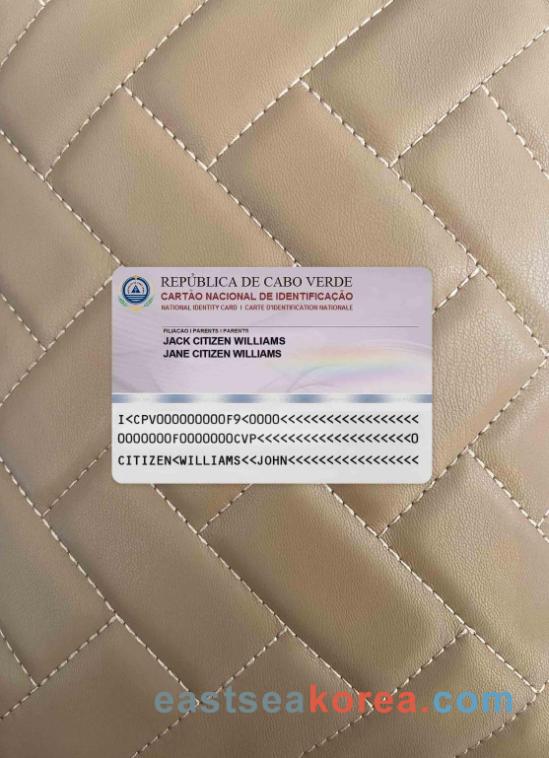 REPÚBLICA DE CABO VERDE
CARTÃO NACIONAL DE IDENTIFICAÇÃO
NATIONAL IDENTITY CARD I CARTE D'IDENTIFICATION NATIONALE
FILIACAO I PARENTS I PARENTS
JACK CITIZEN WILLIAMS
JANE CITIZEN WILLIAMS
I<CPV000000000F9<0000<<<<<<<<<<<<<<<<<<<
0000000F0000000CVP<<<<<<<<<<<<<<<<<<<<<0
CITIZEN<WILLIAMS<<JOHN<<<<<<<<<<<<<<<<<<
eastseakorea.com